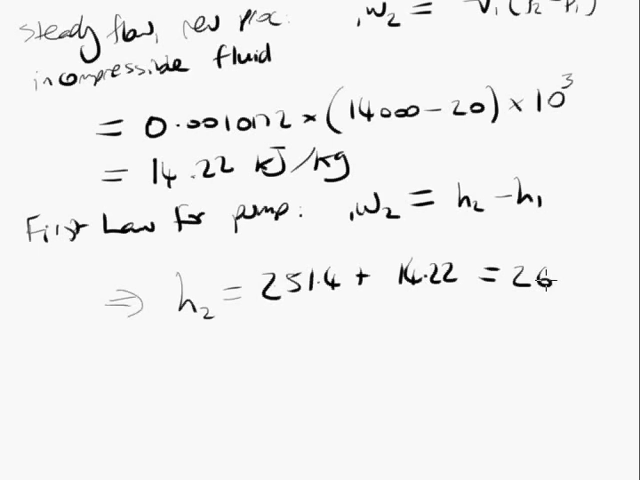 steady flow, rev proc. ₁w₂ = -v₁(p₂-p₁)
incompressible fluid
= 0.0010172 × (14000-20) × 10³
= 14.22 kJ/kg
First Law for pump: ₁w₂ = h₂-h₁
⇒ h₂ = 251.4 + 14.22 = 26